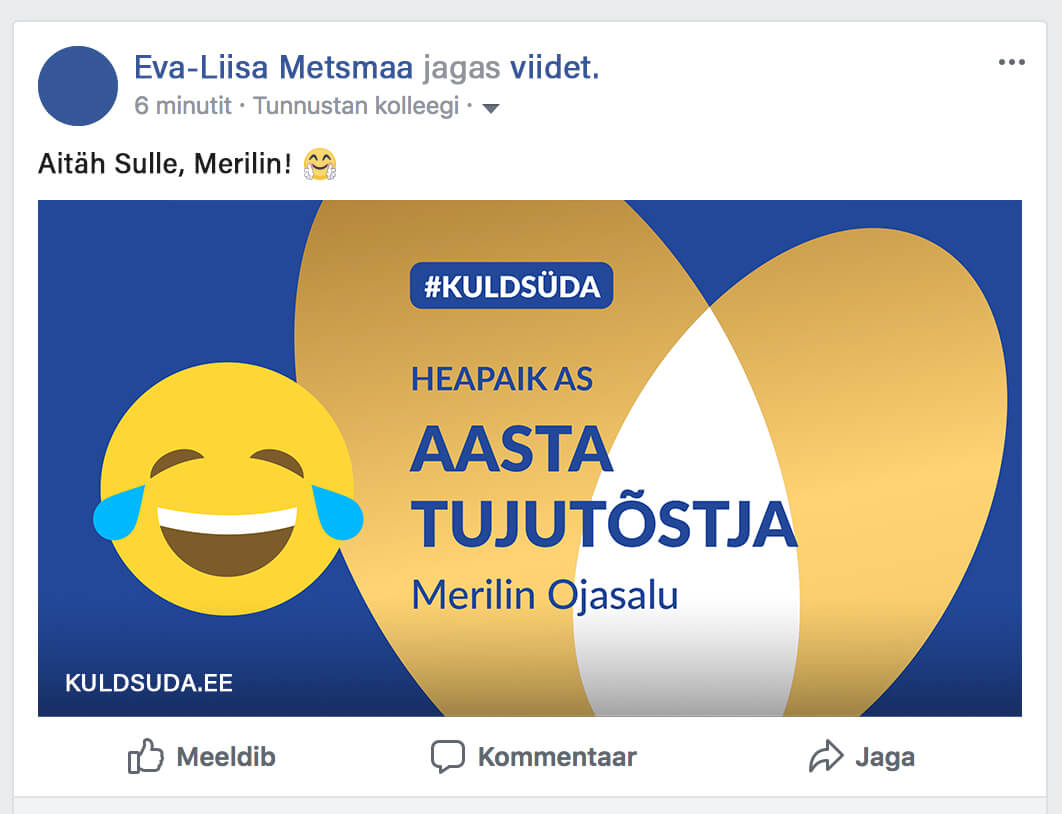 Eva-Liisa Metsmaa jagas viidet.
6 minutit · Tunnustan kolleegi ·
Aitäh Sulle, Merilin! 🤗
#KULDSÜDA
HEAPAIK AS
AASTA
TUJUTÕSTJA
Merilin Ojasalu
KULDSUDA.EE
Meeldib
Kommentaar
Jaga